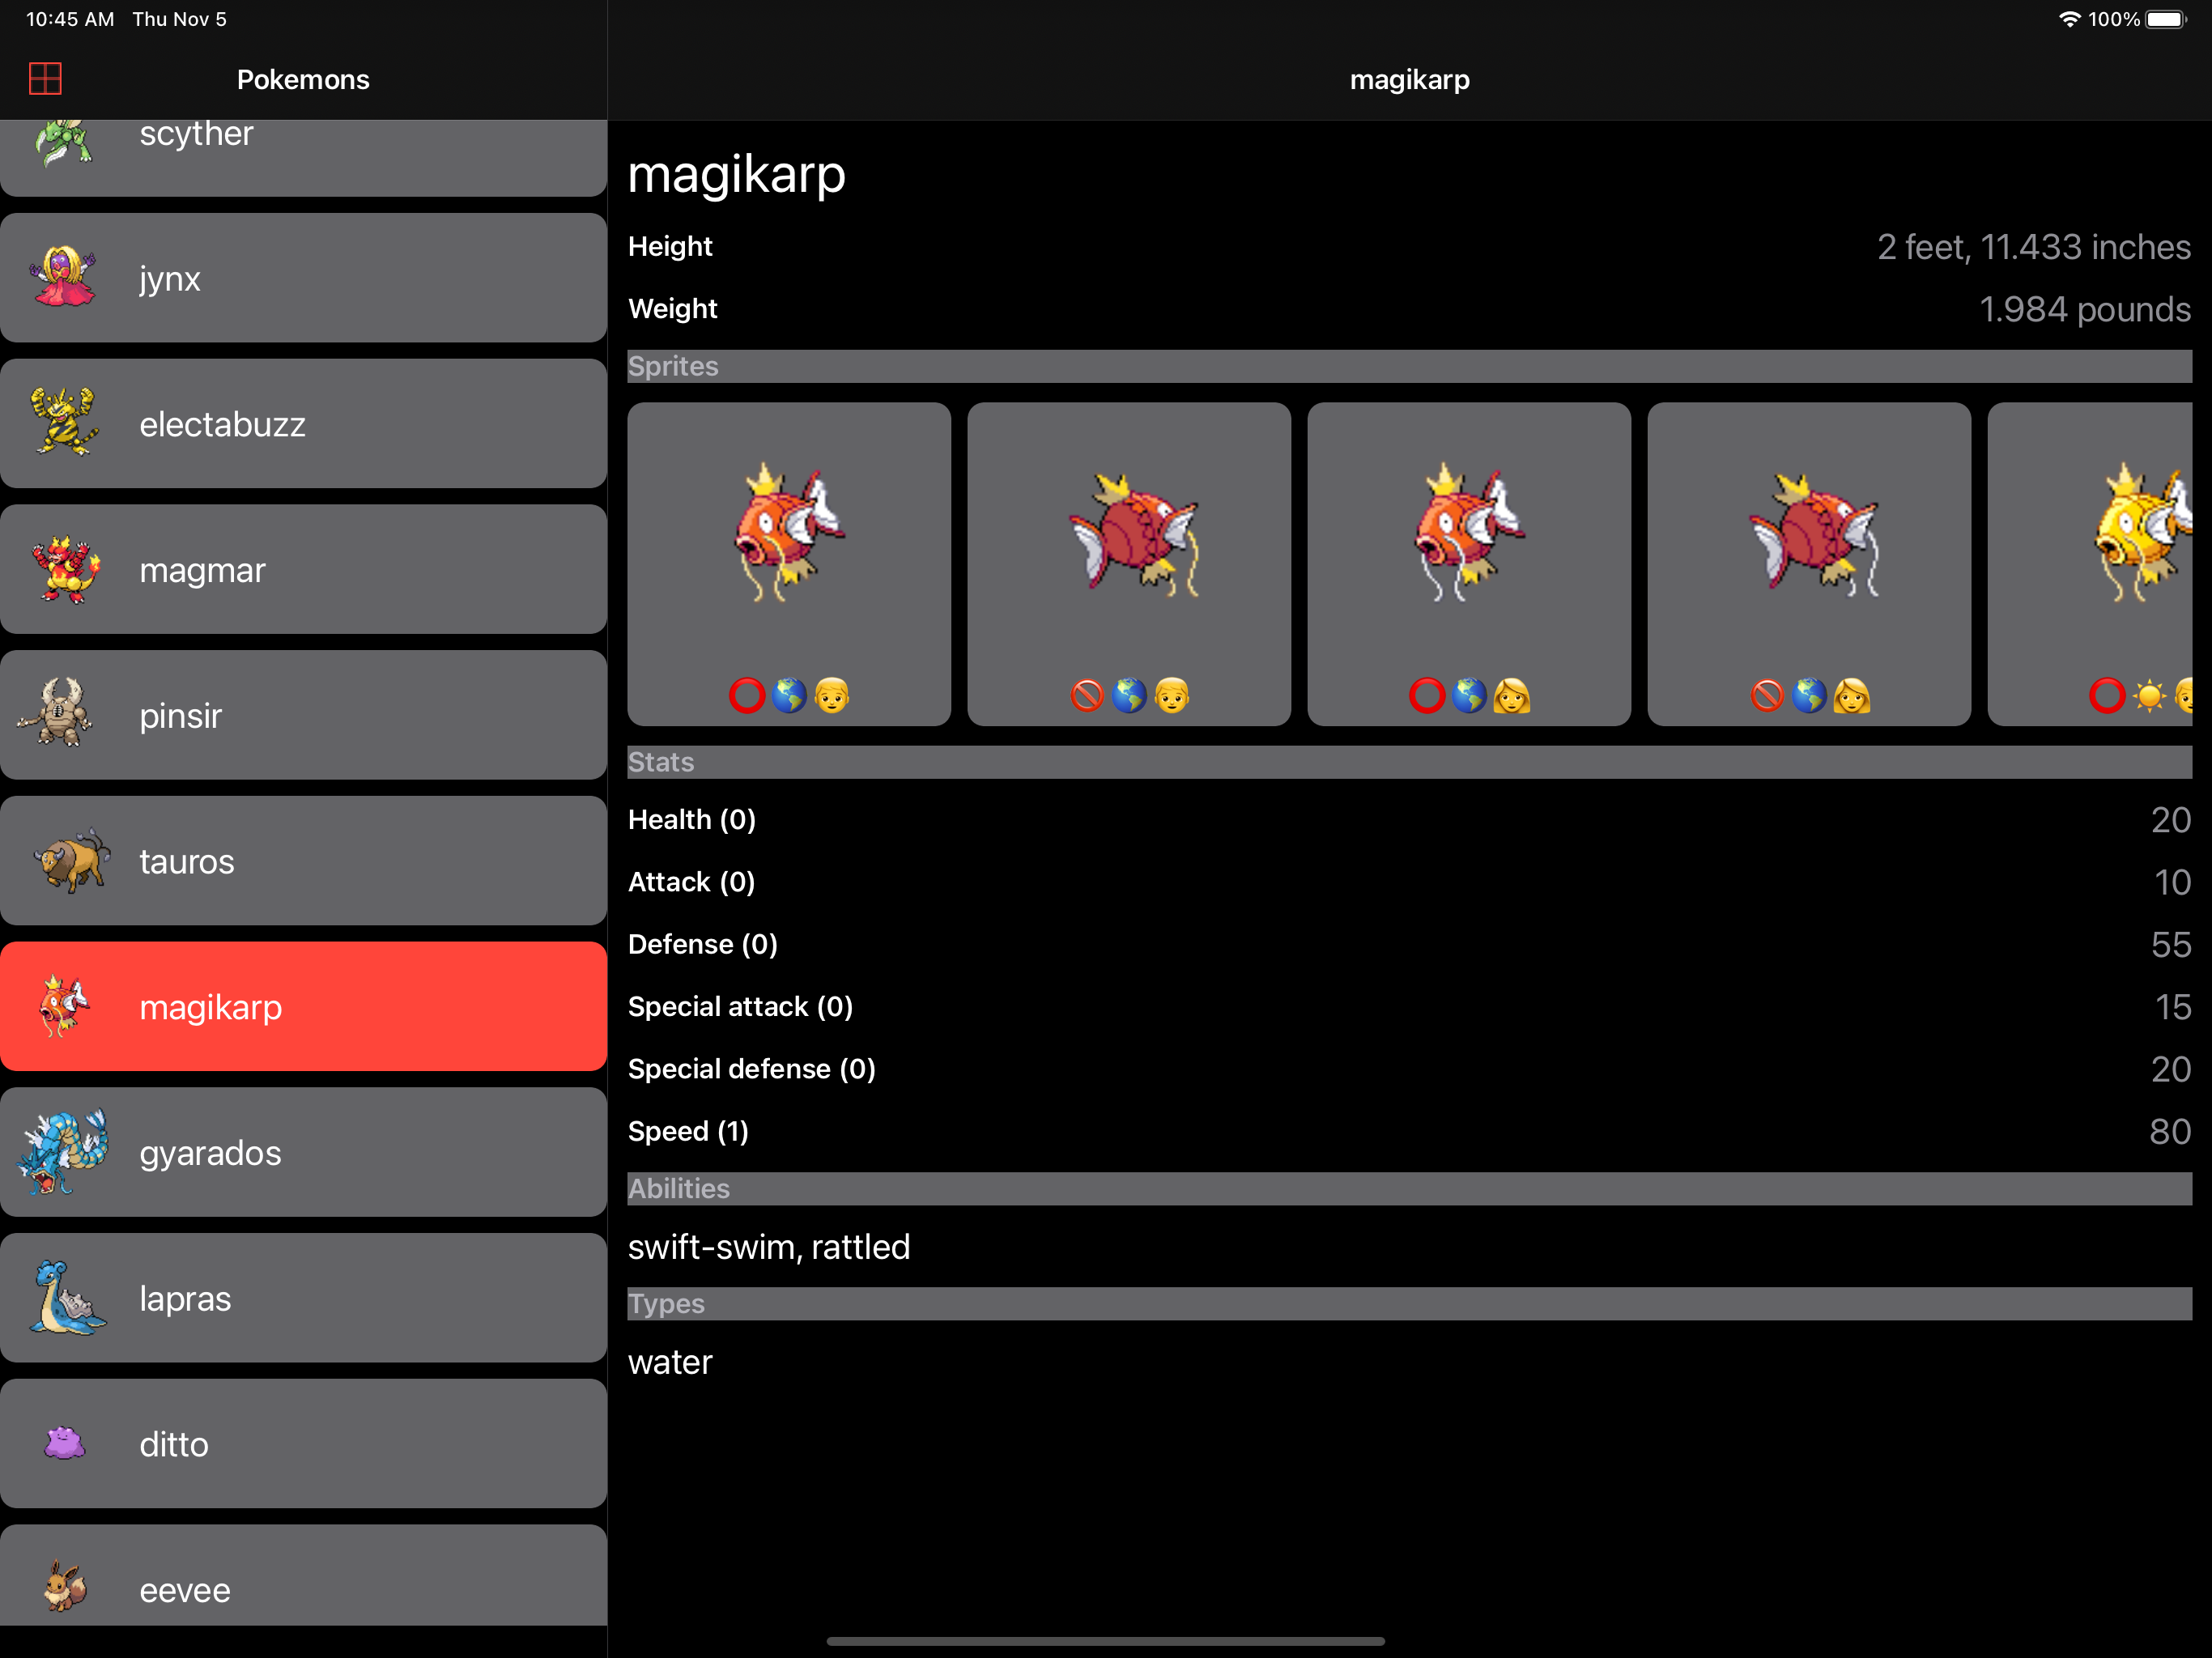 10:45 AM Thu Nov 5
100%
Pokemons
scyther
jynx
electabuzz
magmar
pinsir
tauros
magikarp
gyarados
lapras
ditto
eevee
magikarp
magikarp
Height 2 feet, 11.433 inches
Weight 1.984 pounds
Sprites
Stats
Health (0) 20
Attack (0) 10
Defense (0) 55
Special attack (0) 15
Special defense (0) 20
Speed (1) 80
Abilities
swift-swim, rattled
Types
water